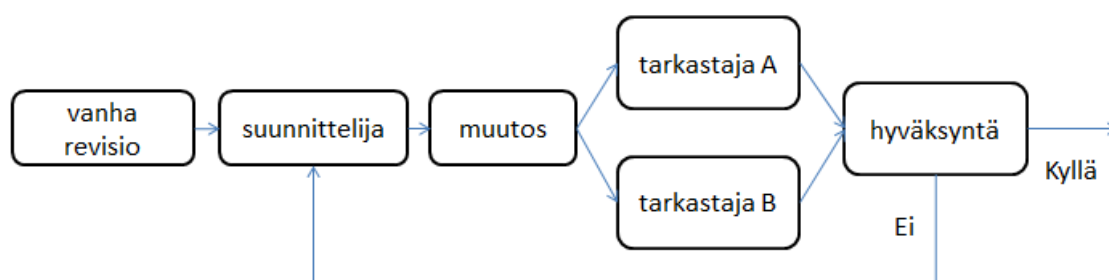 vanha
revisio
suunnittelija
muutos
tarkastaja A
tarkastaja B
hyväksyntä
Kyllä
Ei